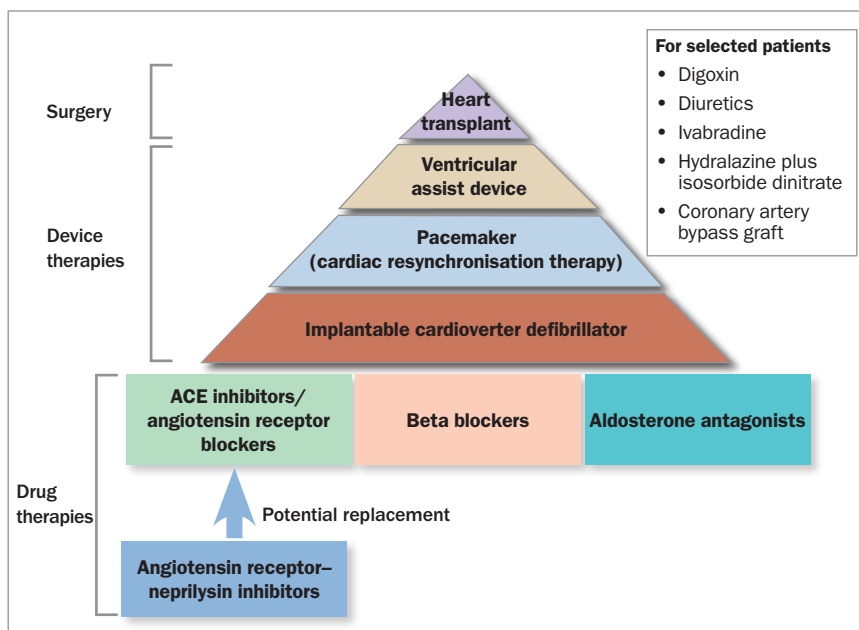 Surgery
Heart
transplant
For selected patients
• Digoxin
• Diuretics
• Ivabradine
• Hydralazine plus
isosorbide dinitrate
• Coronary artery
bypass graft
Device
therapies
Ventricular
assist device
Pacemaker
(cardiac resynchronisation therapy)
Implantable cardioverter defibrillator
Drug
therapies
ACE inhibitors/
angiotensin receptor
blockers
Beta blockers
Aldosterone antagonists
Potential replacement
Angiotensin receptor–
neprilysin inhibitors